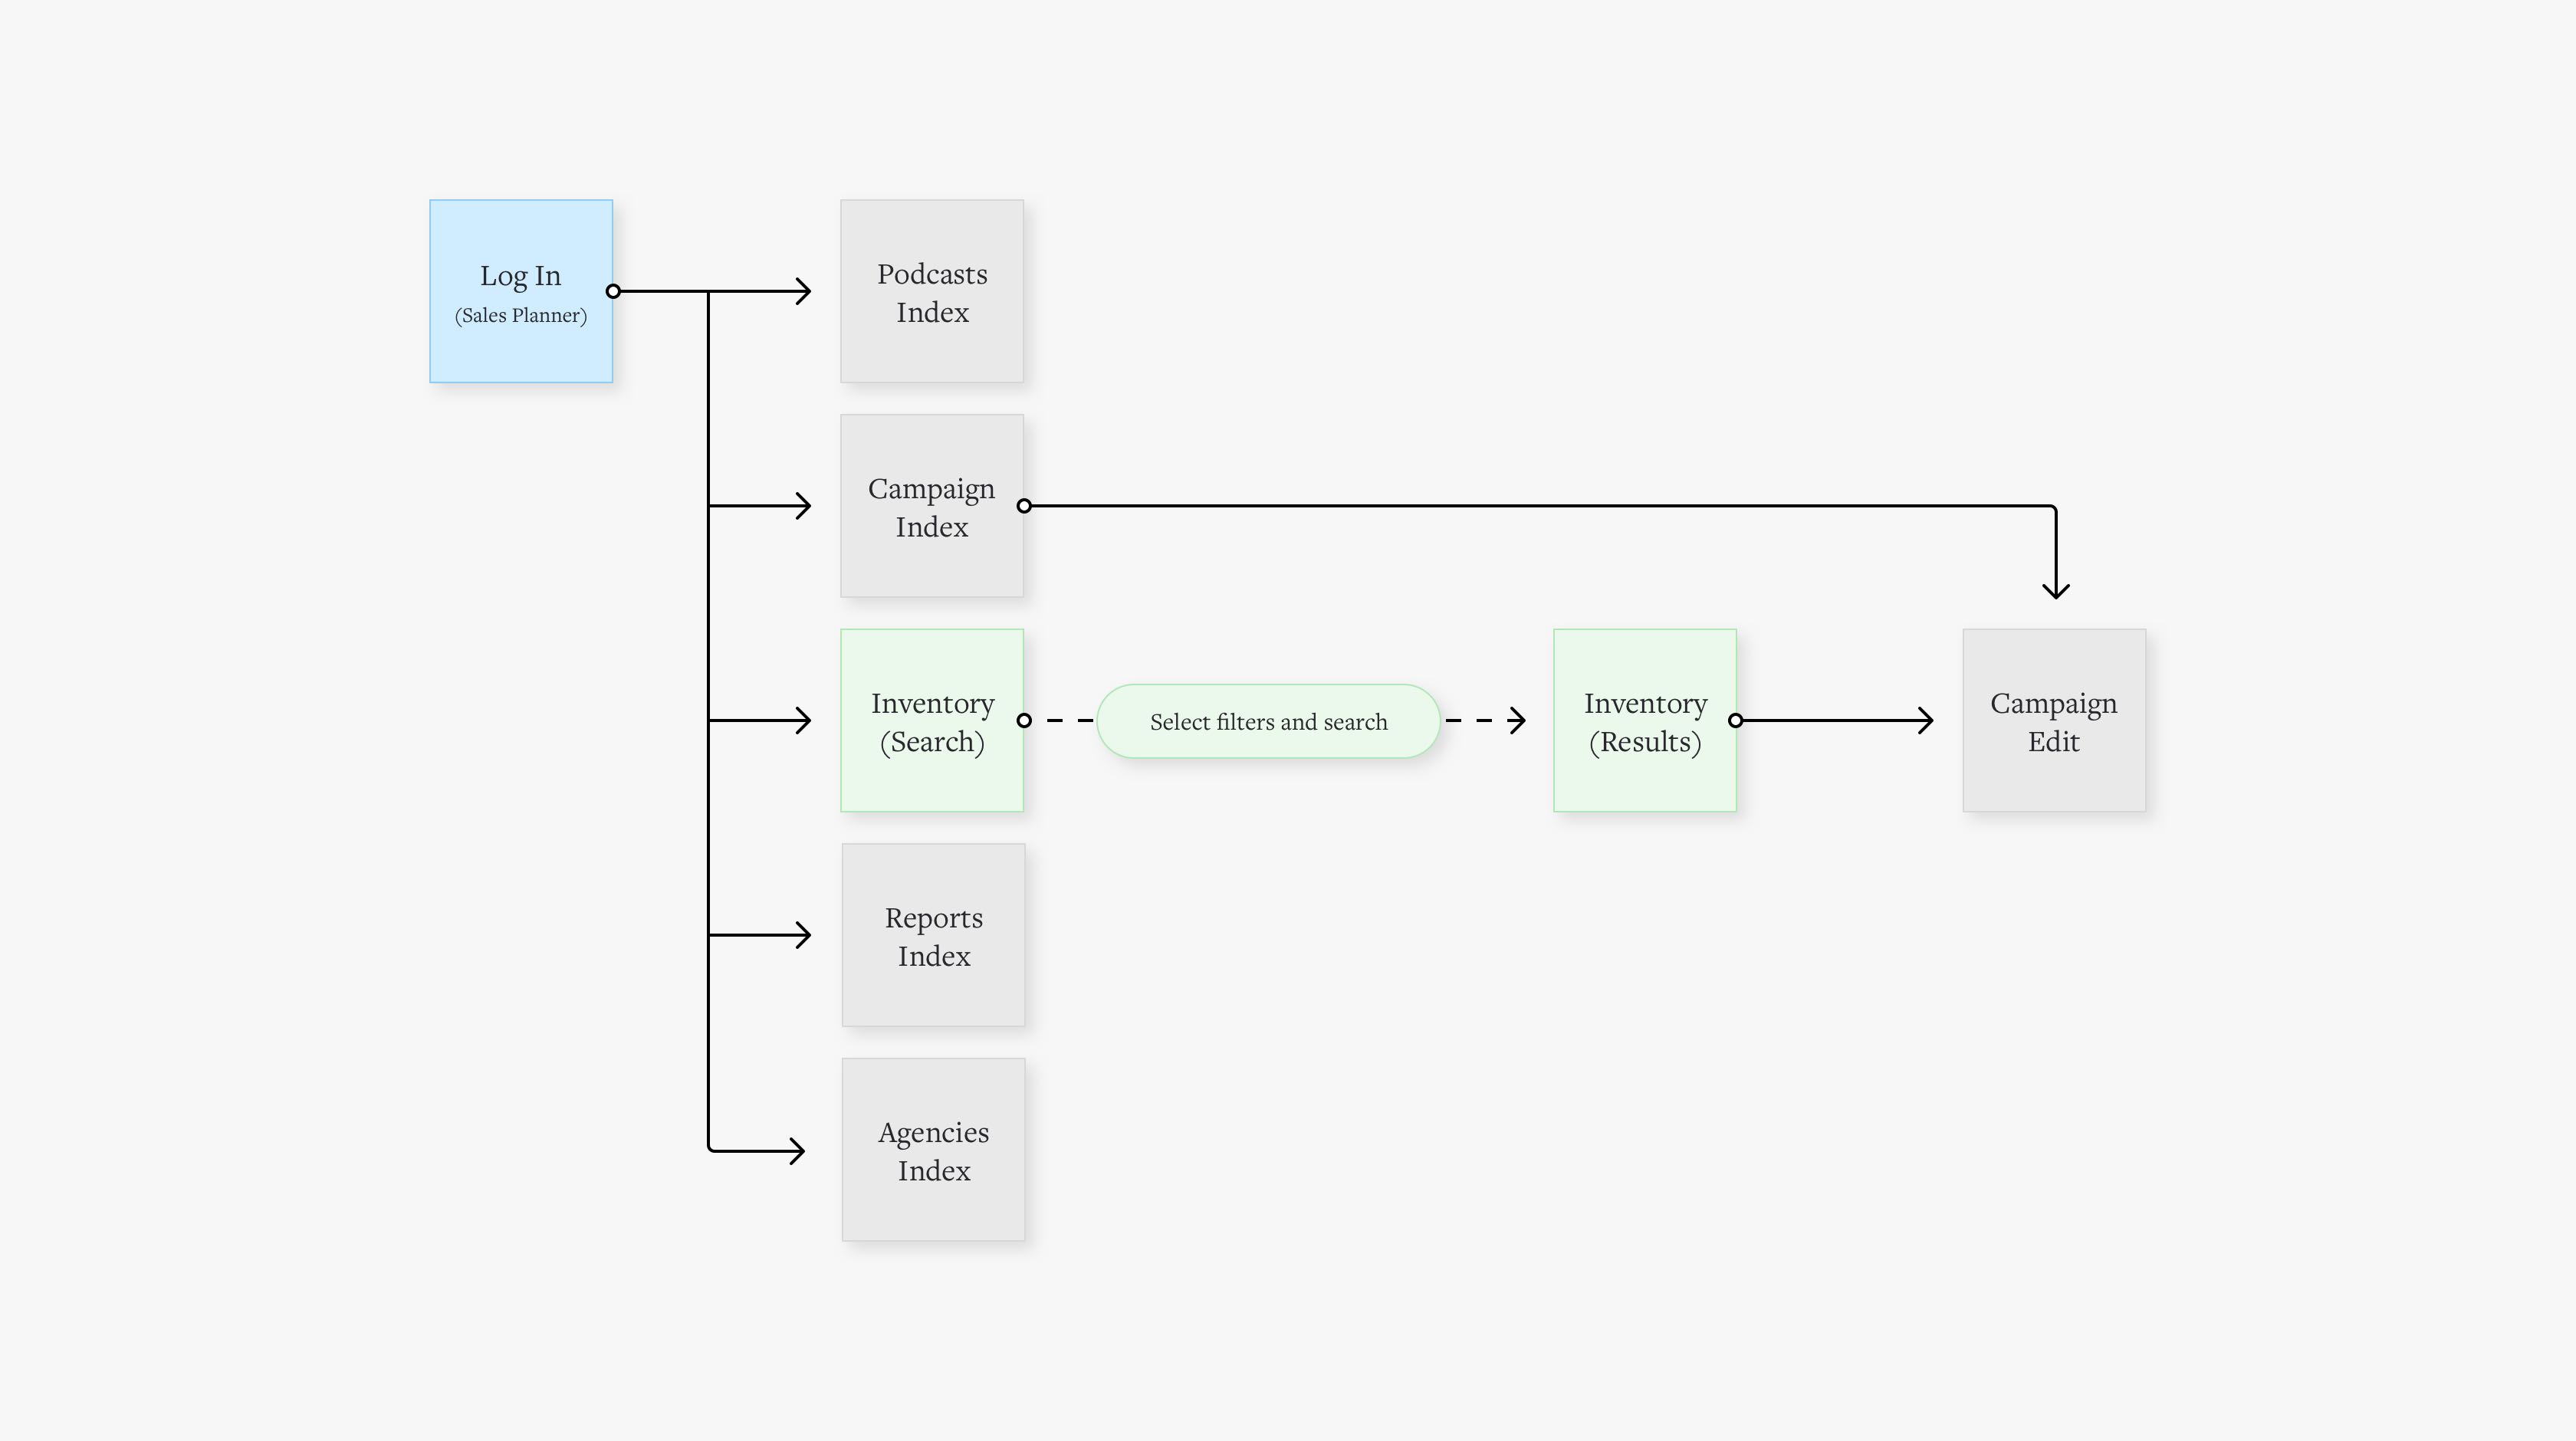 Log In
(Sales Planner)
Podcasts
Index
Campaign
Index
Inventory
(Search)
Select filters and search
Inventory
(Results)
Campaign
Edit
Reports
Index
Agencies
Index